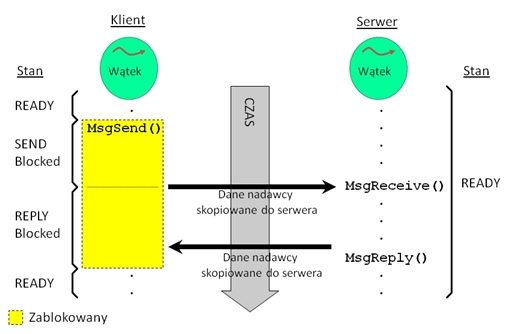 Klient
Serwer
Stan
Wątek
Wątek
Stan
READY
MsgSend()
CZAS
SEND
Blocked
READY
MsgReceive()
Dane nadawcy
skopiowane do serwera
REPLY
Blocked
MsgReply()
Dane nadawcy
skopiowane do serwera
READY
Zablokowany